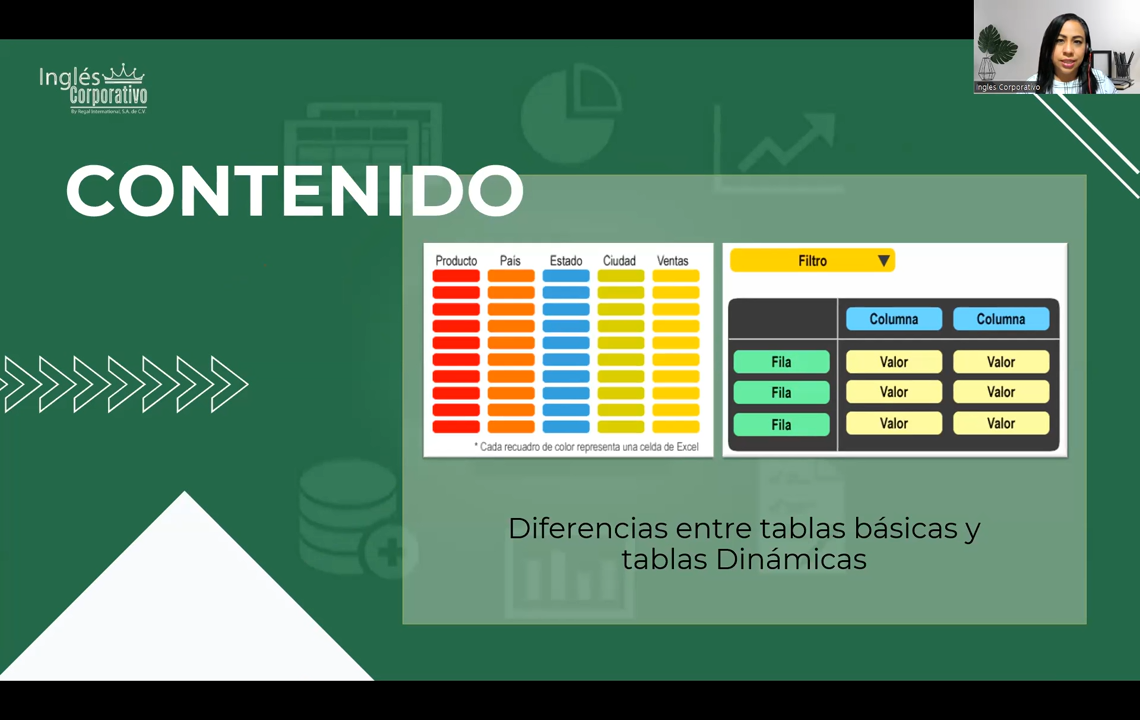 Inglés
Corporativo
By Regal International, S.A. de C.V.
Ingles Corporativo
CONTENIDO
Producto País Estado Ciudad Ventas
* Cada recuadro de color representa una celda de Excel
Filtro
Columna Columna
Fila Valor Valor
Fila Valor Valor
Fila Valor Valor
Diferencias entre tablas básicas y
tablas Dinámicas